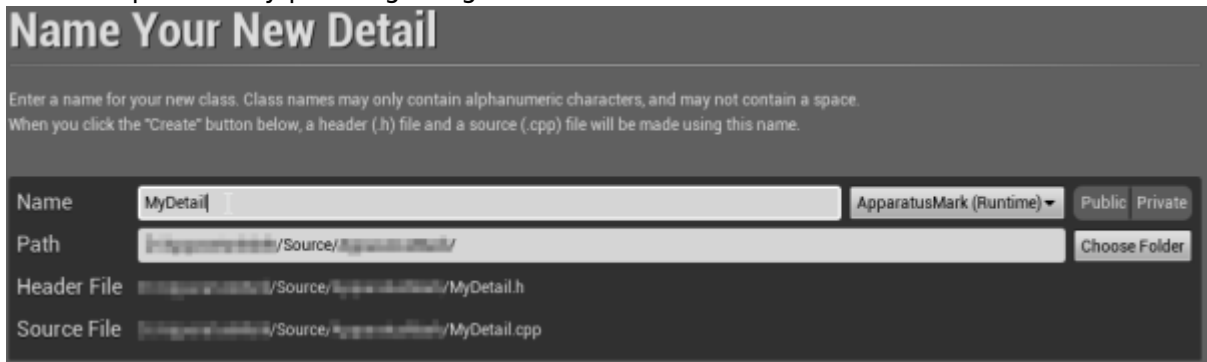 Name Your New Detail
Enter a name for your new class. Class names may only contain alphanumeric characters, and may not contain a space.
When you click the "Create" button below, a header (.h) file and a source (.cpp) file will be made using this name.
Name MyDetail ApparatusMark (Runtime) Public Private
Path /Source/ / Choose Folder
Header File /Source/ /MyDetail.h
Source File /Source/ /MyDetail.cpp